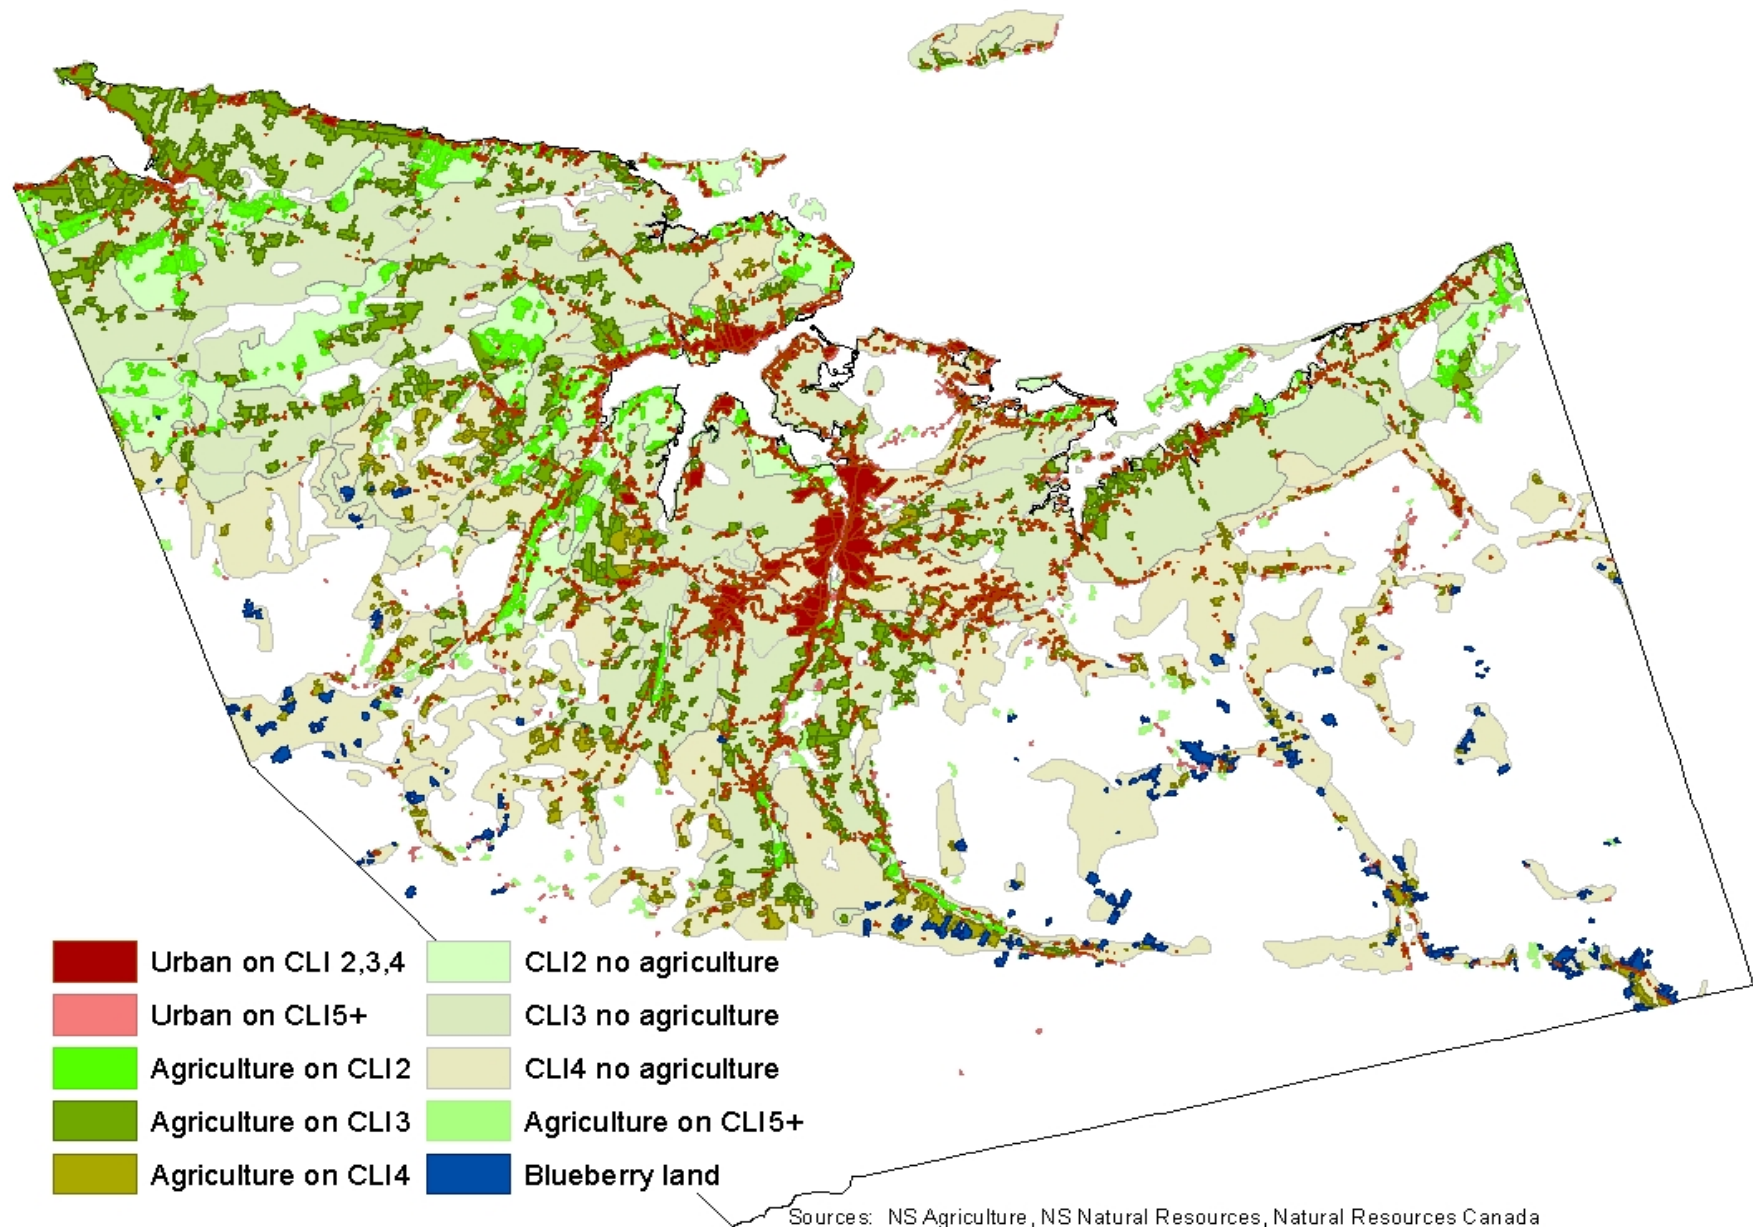 Urban on CLI 2,3,4
Urban on CLI5+
Agriculture on CLI2
Agriculture on CLI3
Agriculture on CLI4
CLI2 no agriculture
CLI3 no agriculture
CLI4 no agriculture
Agriculture on CLI5+
Blueberry land
Sources: NS Agriculture, NS Natural Resources, Natural Resources Canada